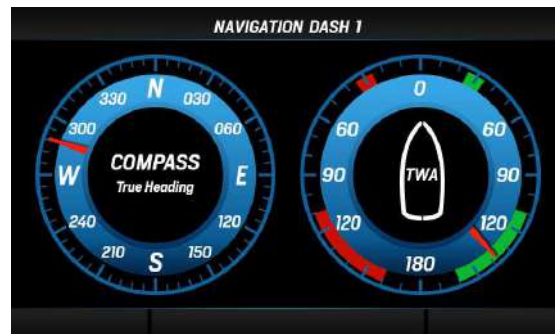 NAVIGATION DASH 1
N
330 030
300 060
COMPASS
True Heading
W E
240 120
210 150
S
0
60 60
90 TWA 90
120 120
180